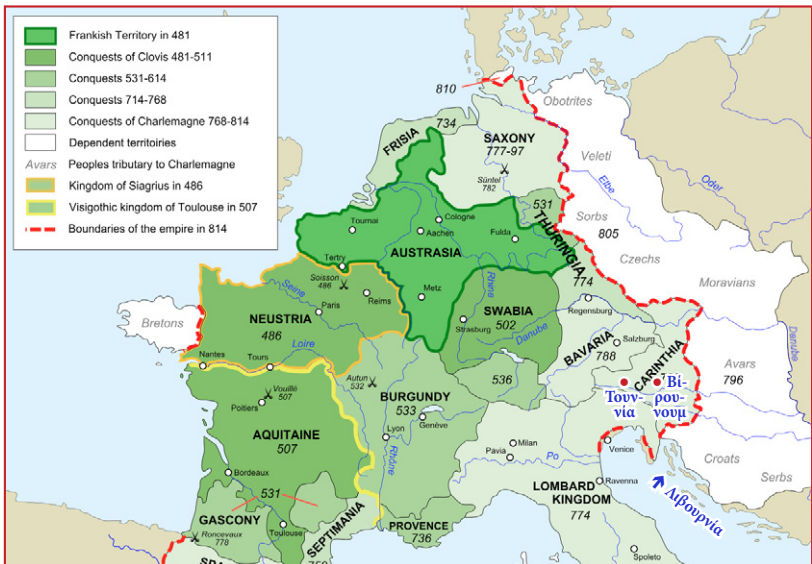 Frankish Territory in 481
Conquests of Clovis 481-511
Conquests 531-614
Conquests 714-768
Conquests of Charlemagne 768-814
Dependent territoiries
Avars Peoples tributary to Charlemagne
Kingdom of Siagrius in 486
Visigothic kingdom of Toulouse in 507
Boundaries of the empire in 814
810
Obotrites
FRISIA
734
SAXONY
777-97
Süntel
782
Veleti
Elbe
Oder
531
THURINGIA
774
Sorbs
805
Czechs
Moravians
Tournai
Cologne
Aachen
Fulda
AUSTRASIA
Tertry
Metz
Soisson
486
Seine
Reims
Paris
NEUSTRIA
486
Bretons
Loire
Nantes
Tours
Rhine
SWABIA
502
Strasburg
Danube
Regensburg
BAVARIA
788
Salzburg
CARINTHIA
Danube
Avars
796
Τουν-
νία
Βί-
ρου-
νουμ
Vouillé
507
Poitiers
Autun
532
BURGUNDY
533
536
Genève
Lyon
Rhône
AQUITAINE
507
Bordeaux
Milan
Pavia
Po
Venice
Croats
Serbs
Ravenna
LOMBARD
KINGDOM
774
Λιβουρνία
531
GASCONY
Roncevaux
778
Toulouse
SEPTIMANIA
PROVENCE
736
Spoleto